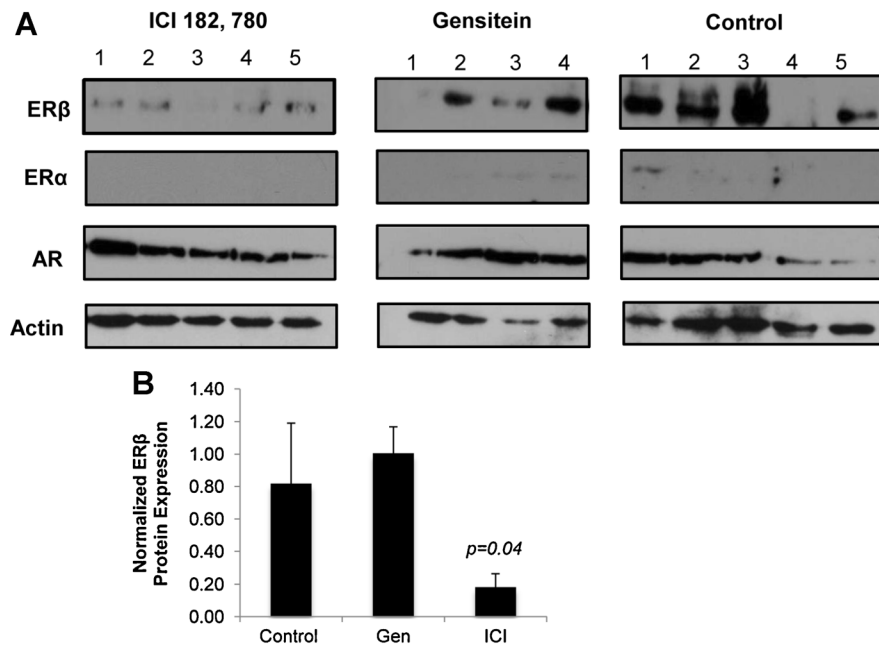 A
ICI 182, 780
Gensitein
Control
1 2 3 4 5
1 2 3 4
1 2 3 4 5
ERβ
ERα
AR
Actin
B
Normalized ERβ
Protein Expression
1.40
1.20
1.00
0.80
0.60
0.40
0.20
0.00
p=0.04
Control
Gen
ICI